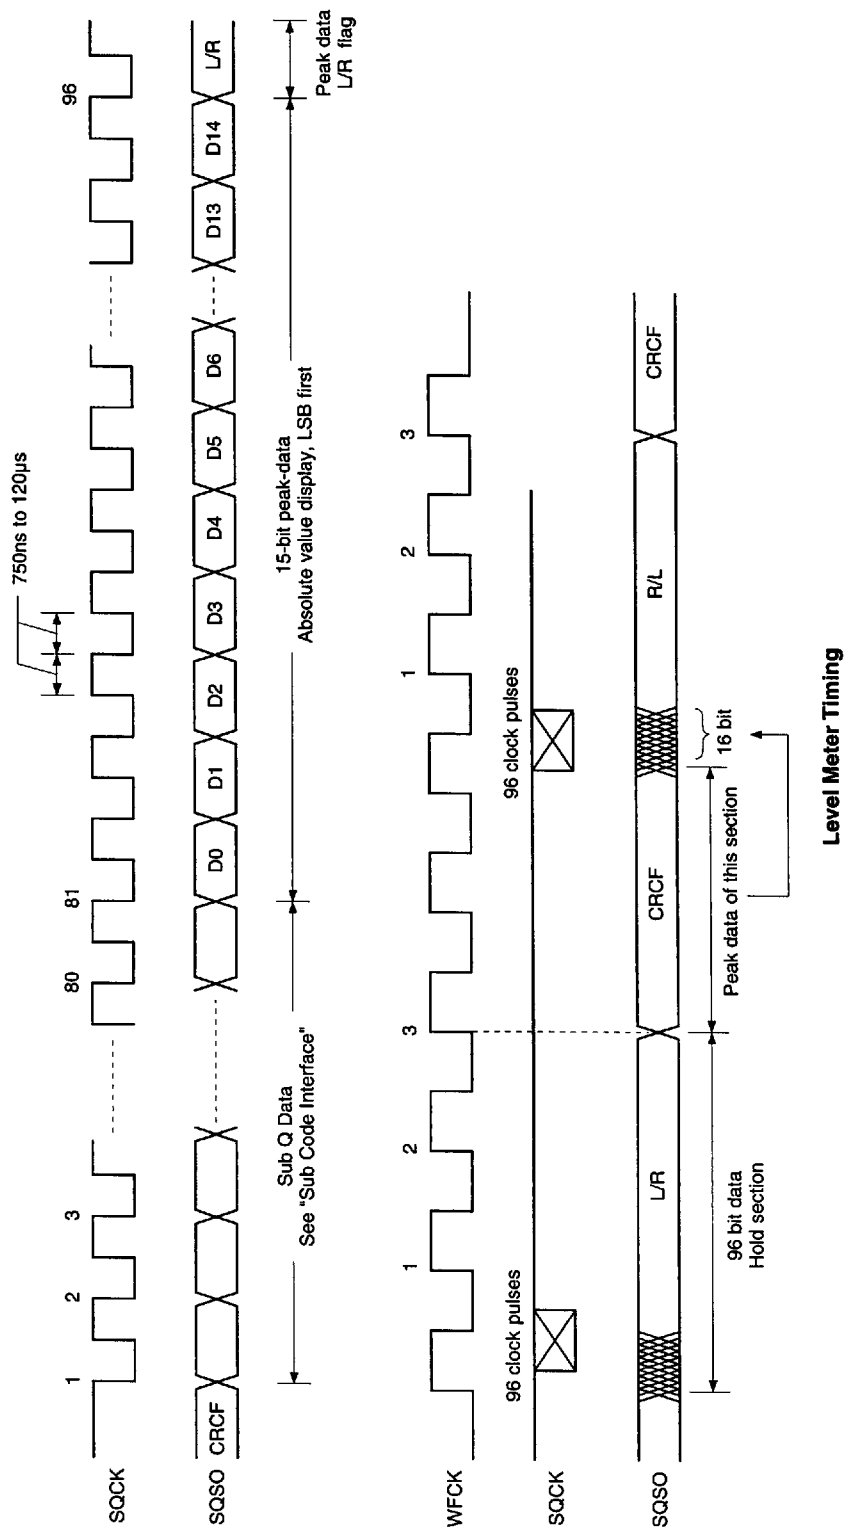 750ns to 120µs
SQCK
1
2
3
80
81
96
SQSO
CRCF
D0
D1
D2
D3
D4
D5
D6
D13
D14
L/R
Sub Q Data
See "Sub Code Interface"
15-bit peak-data
Absolute value display, LSB first
Peak data
L/R flag
WFCK
1
2
3
1
2
3
SQCK
96 clock pulses
96 clock pulses
SQSO
L/R
CRCF
R/L
CRCF
96 bit data
Hold section
Peak data of this section
16 bit
Level Meter Timing